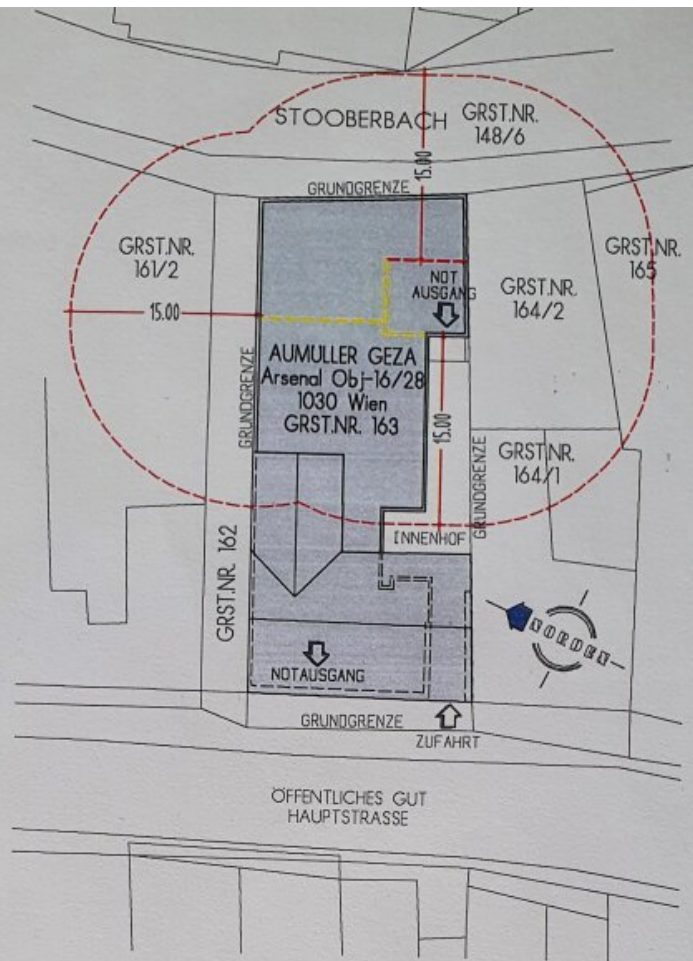 STOOBERBACH
GRST.NR.
148/6
15.00
GRUNDGRENZE
GRST.NR.
161/2
15.00
GRST.NR.
165
NOT
AUSGANG
GRST.NR.
164/2
GRUNDGRENZE
AUMULLER GEZA
Arsenal Obj-16/28
1030 Wien
GRST.NR. 163
15.00
GRUNDGRENZE
GRST.NR.
164/1
INNENHOF
GRST.NR. 162
NORDEN
NOTAUSGANG
GRUNDGRENZE
ZUFAHRT
ÖFFENTLICHES GUT
HAUPTSTRASSE